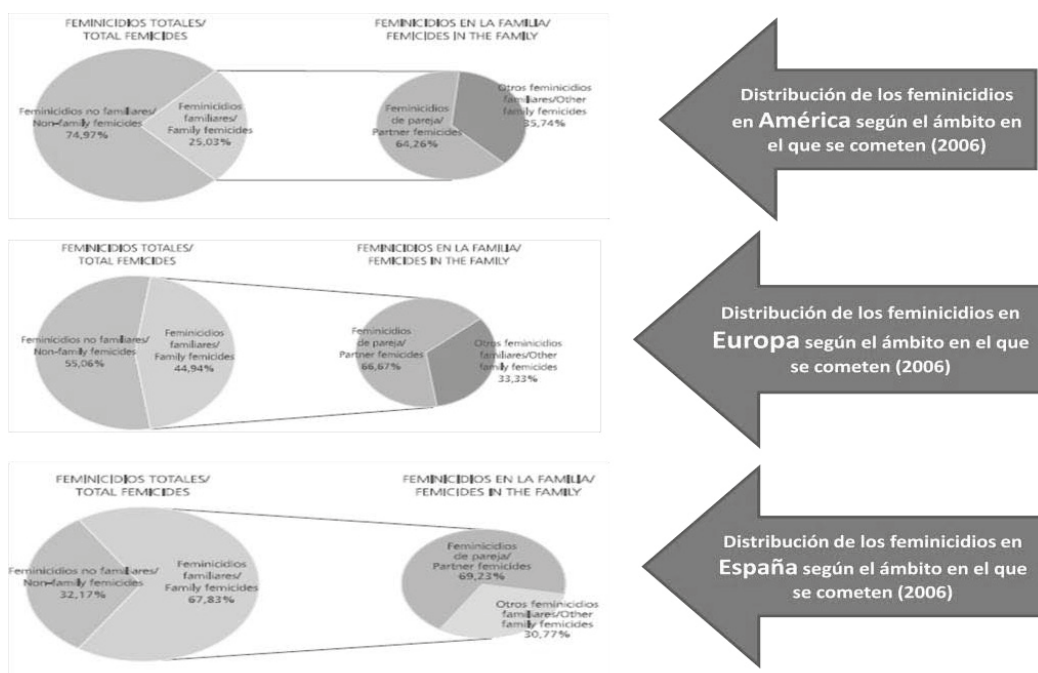 FEMINICIDIOS TOTALES/
TOTAL FEMICIDES
FEMINICIDIOS EN LA FAMILIA/
FEMICIDES IN THE FAMILY
Feminicidios no familiares/
Non-family femicides
74,97%
Feminicidios
familiares/
Family femicides
25,03%
Feminicidios
de pareja/
Partner femicides
64,26%
Otros feminicidios
familiares/Other
family femicides
35,74%
Distribución de los feminicidios
en América según el ámbito en
el que se cometen (2006)
FEMINICIDIOS TOTALES/
TOTAL FEMICIDES
FEMINICIDIOS EN LA FAMILIA/
FEMICIDES IN THE FAMILY
Feminicidios no familiares/
Non-family femicides
55,06%
Feminicidios
familiares/
Family femicides
44,94%
Feminicidios
de pareja/
Partner femicides
66,67%
Otros feminicidios
familiares/Other
family femicides
33,33%
Distribución de los feminicidios en
Europa según el ámbito en el que
se cometen (2006)
FEMINICIDIOS TOTALES/
TOTAL FEMICIDES
FEMINICIDIOS EN LA FAMILIA/
FEMICIDES IN THE FAMILY
Feminicidios no familiares/
Non-family femicides
32,17%
Feminicidios
familiares/
Family femicides
67,83%
Feminicidios
de pareja/
Partner femicides
69,23%
Otros feminicidios
familiares/Other
family femicides
30,77%
Distribución de los feminicidios en
España según el ámbito en el que
se cometen (2006)